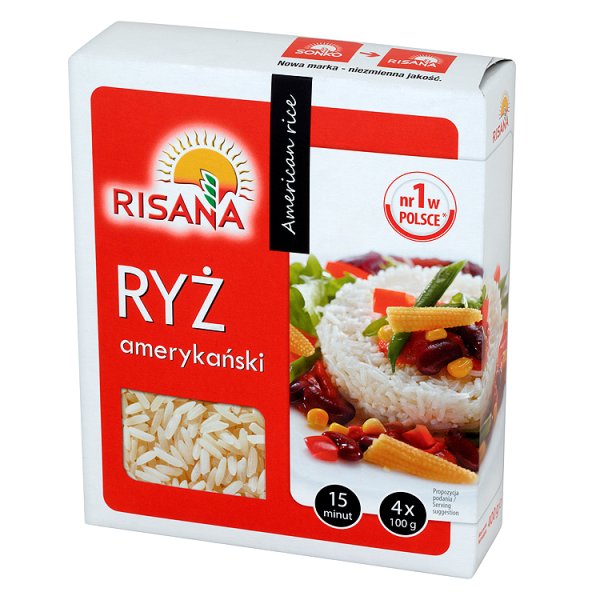 SONKO → RISANA
Nowa marka - niezmienna jakość.
American rice
RISANA
nr 1 w
POLSCE*
RYŻ
amerykański
15
minut
4x
100 g
Propozycja
podania /
Serving
suggestion